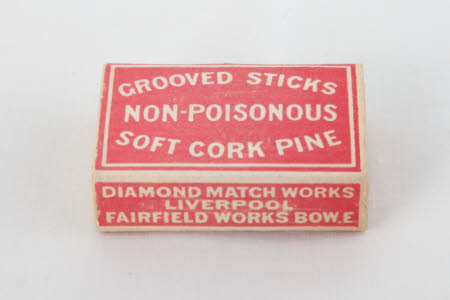 GROOVED STICKS
NON-POISONOUS
SOFT CORK PINE
DIAMOND MATCH WORKS
LIVERPOOL
FAIRFIELD WORKS BOW.E.